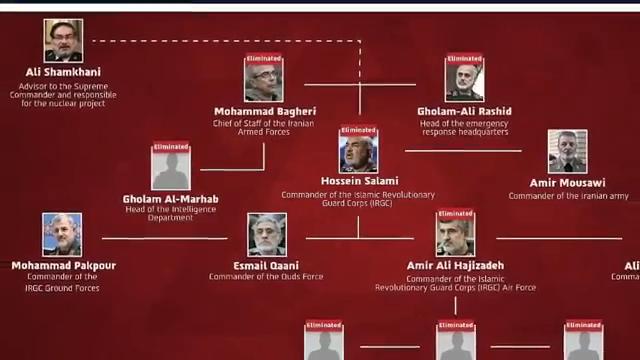 Ali Shamkhani
Advisor to the Supreme
Commander and responsible
for the nuclear project
Eliminated
Mohammad Bagheri
Chief of Staff of the Iranian
Armed Forces
Eliminated
Gholam-Ali Rashid
Head of the emergency
response headquarters
Eliminated
Gholam Al-Marhab
Head of the Intelligence
Department
Eliminated
Hossein Salami
Commander of the Islamic Revolutionary
Guard Corps (IRGC)
Amir Mousawi
Commander of the Iranian army
Mohammad Pakpour
Commander of the
IRGC Ground Forces
Esmail Qaani
Commander of the Quds Force
Eliminated
Amir Ali Hajizadeh
Commander of the Islamic
Revolutionary Guard Corps (IRGC) Air Force
Ali
Comma
Eliminated
Eliminated
Eliminated